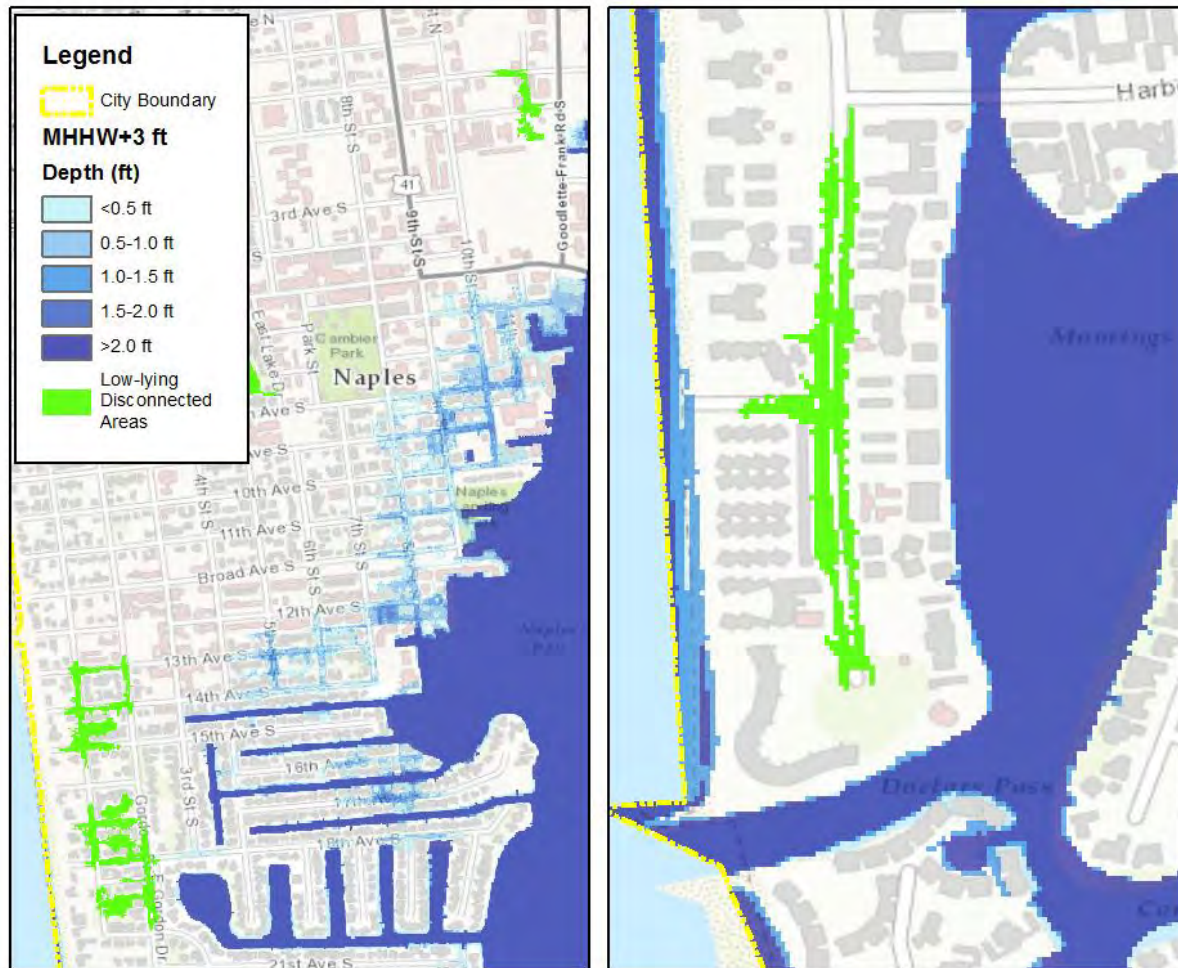 Legend
City Boundary
MHHW+3 ft
Depth (ft)
<0.5 ft
0.5-1.0 ft
1.0-1.5 ft
1.5-2.0 ft
>2.0 ft
Low-lying
Disconnected
Areas
Ave N
8th St S
41
9th St S
10th St S
Goodlette-Frank Rd S
3rd Ave S
East Lake Dr
Park St
Cambier
Park
Naples
Ave S
Naples
10th Ave S
4th St S
11th Ave S
7th St S
6th St S
Broad Ave S
12th Ave S
Naples
13th Ave S
14th Ave S
15th Ave S
16th Ave S
3rd St S
18th Ave S
E Gordon Dr
21st Ave S
Harb
Moorings
Doctors Pass